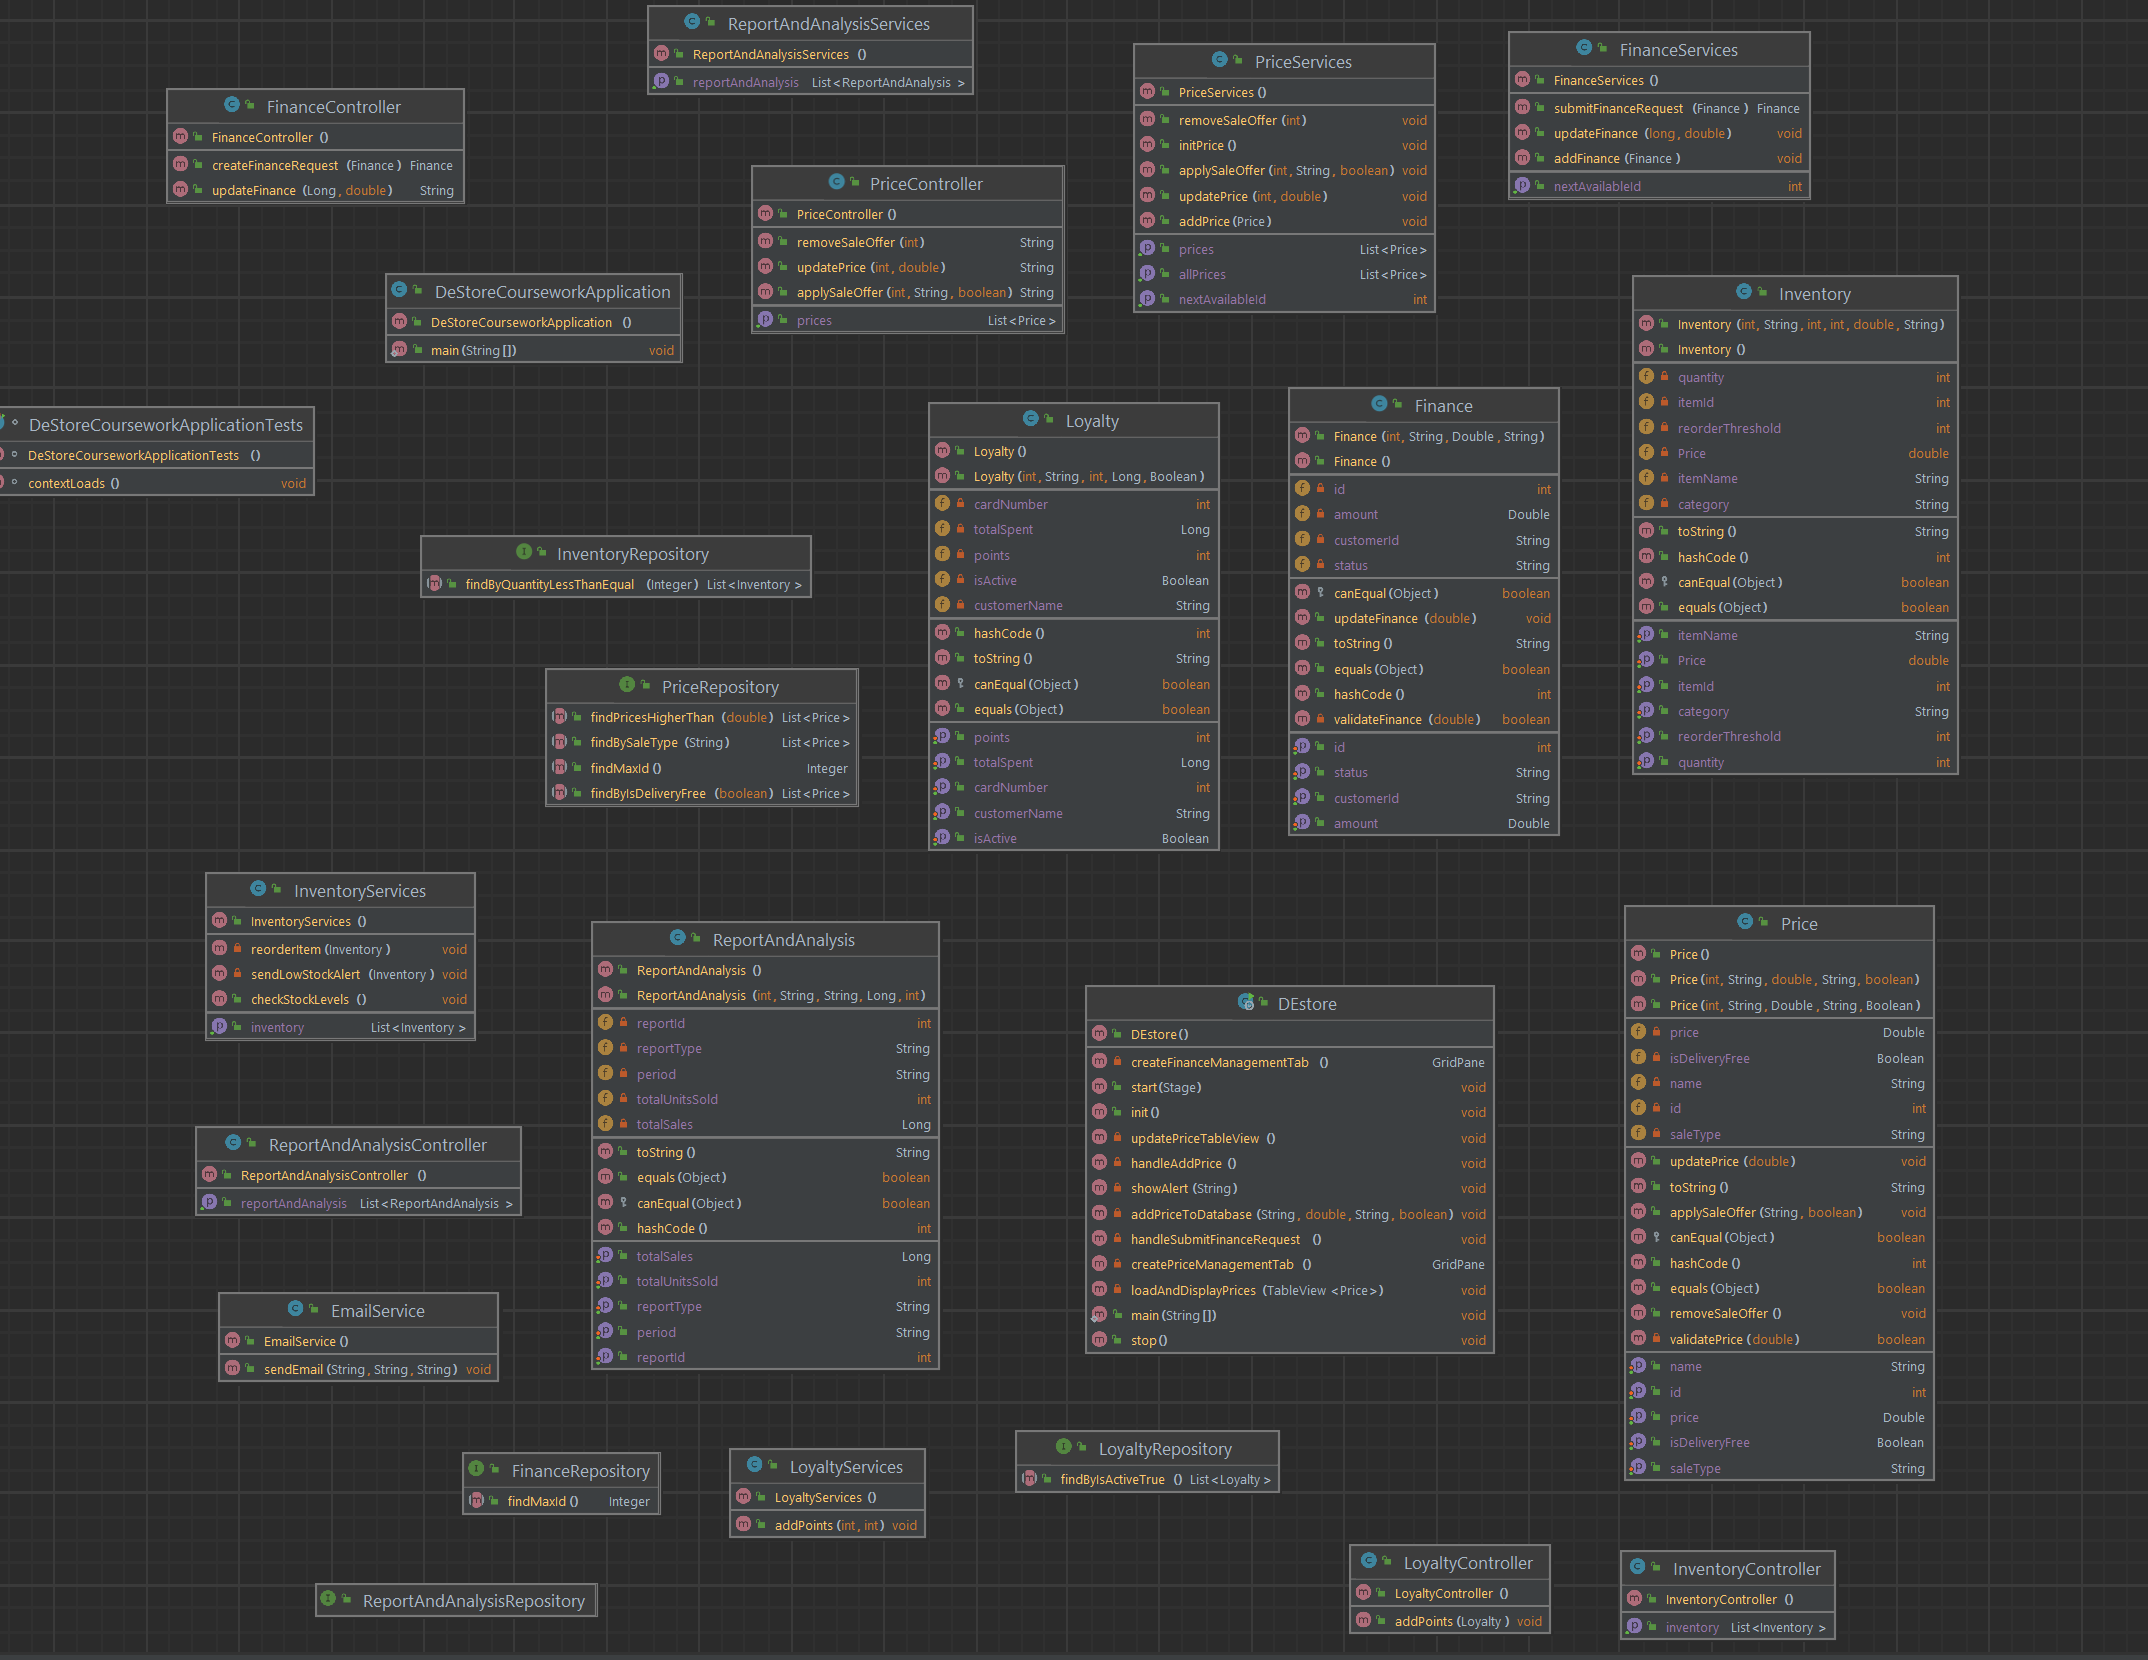 ReportAndAnalysisServices
ReportAndAnalysisServices ()
reportAndAnalysis List<ReportAndAnalysis >
PriceServices
PriceServices ()
removeSaleOffer (int) void
initPrice () void
applySaleOffer (int, String, boolean) void
updatePrice (int, double) void
addPrice (Price) void
prices List<Price>
allPrices List<Price>
nextAvailableId int
FinanceServices
FinanceServices ()
submitFinanceRequest (Finance ) Finance
updateFinance (long, double) void
addFinance (Finance ) void
nextAvailableId int
FinanceController
FinanceController ()
createFinanceRequest (Finance ) Finance
updateFinance (Long, double) String
PriceController
PriceController ()
removeSaleOffer (int) String
updatePrice (int, double) String
applySaleOffer (int, String, boolean) String
prices List<Price>
DeStoreCourseworkApplication
DeStoreCourseworkApplication ()
main (String []) void
Inventory
Inventory (int, String, int, int, double, String)
Inventory ()
quantity int
itemId int
reorderThreshold int
Price double
itemName String
category String
toString () String
hashCode () int
canEqual (Object) boolean
equals (Object) boolean
itemName String
Price double
itemId int
category String
reorderThreshold int
quantity int
DeStoreCourseworkApplicationTests
DeStoreCourseworkApplicationTests ()
contextLoads () void
Loyalty
Loyalty ()
Loyalty (int, String, int, Long, Boolean )
cardNumber int
totalSpent Long
points int
isActive Boolean
customerName String
hashCode () int
toString () String
canEqual (Object) boolean
equals (Object) boolean
points int
totalSpent Long
cardNumber int
customerName String
isActive Boolean
Finance
Finance (int, String, Double, String)
Finance ()
id int
amount Double
customerId String
status String
canEqual (Object) boolean
updateFinance (double) void
toString () String
equals (Object) boolean
hashCode () int
validateFinance (double) boolean
id int
status String
customerId String
amount Double
InventoryRepository
findByQuantityLessThanEqual (Integer) List<Inventory >
PriceRepository
findPricesHigherThan (double) List<Price>
findBySaleType (String) List<Price>
findMaxId () Integer
findByIsDeliveryFree (boolean) List<Price>
InventoryServices
InventoryServices ()
reorderItem (Inventory ) void
sendLowStockAlert (Inventory ) void
checkStockLevels () void
inventory List<Inventory >
ReportAndAnalysis
ReportAndAnalysis ()
ReportAndAnalysis (int, String, String, Long, int)
reportId int
reportType String
period String
totalUnitsSold int
totalSales Long
toString () String
equals (Object) boolean
canEqual (Object) boolean
hashCode () int
totalSales Long
totalUnitsSold int
reportType String
period String
reportId int
DEstore
DEstore ()
createFinanceManagementTab () GridPane
start (Stage) void
init () void
updatePriceTableView () void
handleAddPrice () void
showAlert (String) void
addPriceToDatabase (String, double, String, boolean) void
handleSubmitFinanceRequest () void
createPriceManagementTab () GridPane
loadAndDisplayPrices (TableView <Price>) void
main (String []) void
stop () void
Price
Price ()
Price (int, String, double, String, boolean)
Price (int, String, Double, String, Boolean )
price Double
isDeliveryFree Boolean
name String
id int
saleType String
updatePrice (double) void
toString () String
applySaleOffer (String, boolean) void
canEqual (Object) boolean
hashCode () int
equals (Object) boolean
removeSaleOffer () void
validatePrice (double) boolean
name String
id int
price Double
isDeliveryFree Boolean
saleType String
ReportAndAnalysisController
ReportAndAnalysisController ()
reportAndAnalysis List<ReportAndAnalysis >
EmailService
EmailService ()
sendEmail (String, String, String) void
FinanceRepository
findMaxId () Integer
LoyaltyServices
LoyaltyServices ()
addPoints (int, int) void
LoyaltyRepository
findByIsActiveTrue () List<Loyalty >
ReportAndAnalysisRepository
LoyaltyController
LoyaltyController ()
addPoints (Loyalty ) void
InventoryController
InventoryController ()
inventory List<Inventory >